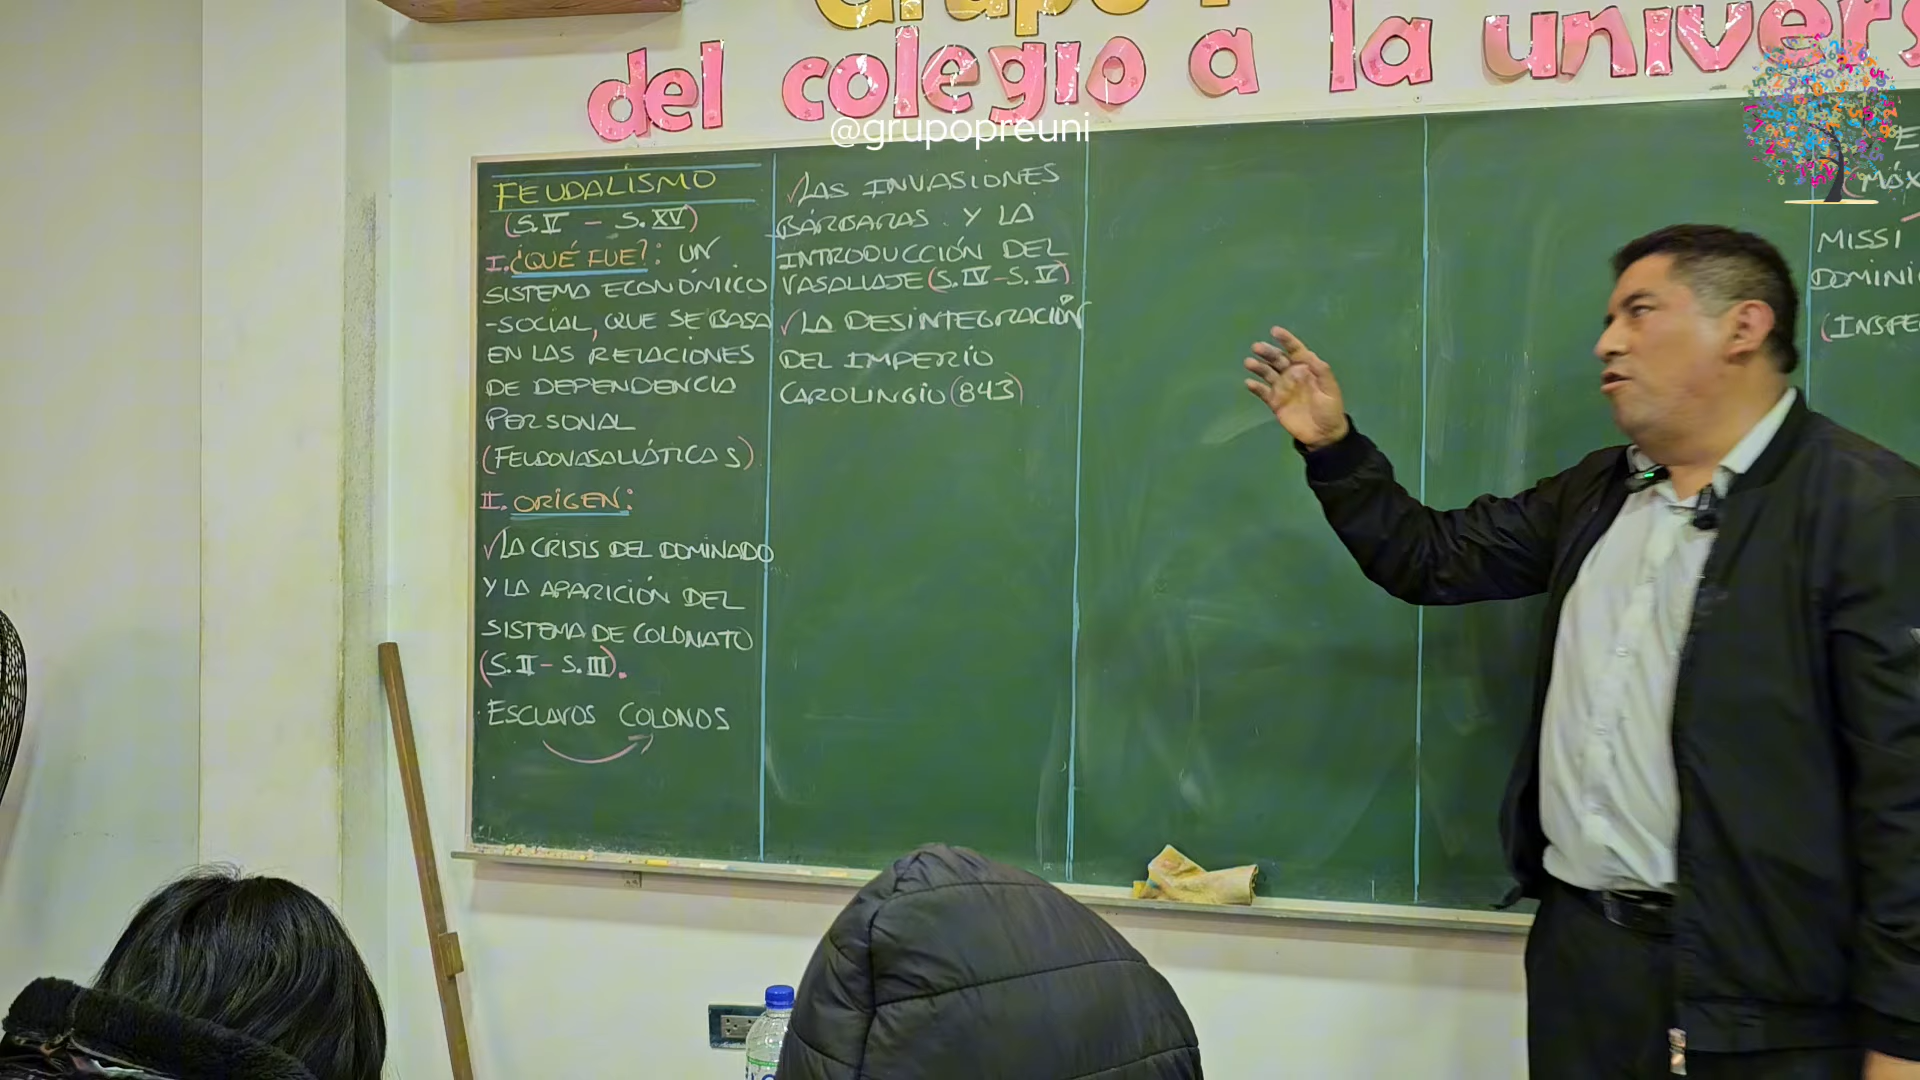 del colegio a la univers
@grupopreuni
FEUDALISMO
(S.V - S.XV)
I. ¿QUÉ FUE?: UN
SISTEMA ECONÓMICO
-SOCIAL, QUE SE BASA
EN LAS RELACIONES
DE DEPENDENCIA
PERSONAL
(FEUDOVASALLÁTICAS)
II. ORIGEN:
✓LA CRISIS DEL DOMINADO
Y LA APARICIÓN DEL
SISTEMA DE COLONATO
(S.II - S.III).
ESCLAVOS COLONOS
✓LAS INVASIONES
BÁRBARAS Y LA
INTRODUCCIÓN DEL
VASALLAJE (S.IV-S.V)
✓LA DESINTEGRACIÓN
DEL IMPERIO
CAROLINGIO (843)
(MÁX
MISSI
DOMINI
(INSPE